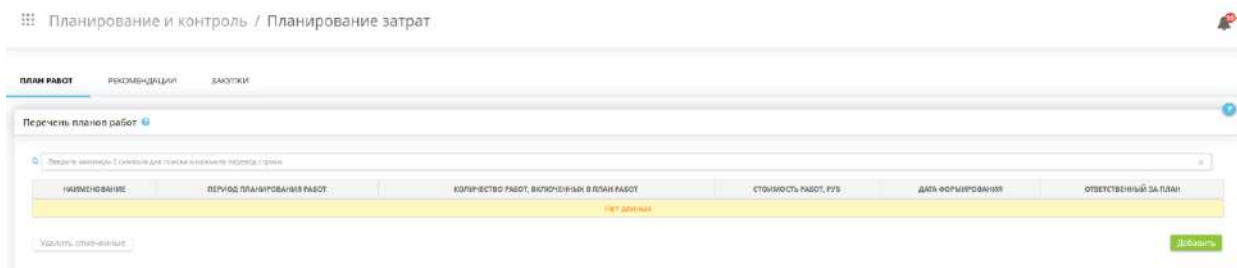 Планирование и контроль / Планирование затрат
ПЛАН РАБОТ РЕКОМЕНДАЦИИ ЗАКУПКИ
Перечень планов работ
Введите минимум 3 символа для поиска и нажмите перевод строки
НАИМЕНОВАНИЕ ПЕРИОД ПЛАНИРОВАНИЯ РАБОТ КОЛИЧЕСТВО РАБОТ, ВКЛЮЧЕННЫХ В ПЛАН РАБОТ СТОИМОСТЬ РАБОТ, РУБ ДАТА ФОРМИРОВАНИЯ ОТВЕТСТВЕННЫЙ ЗА ПЛАН
Нет данных
Удалить отмеченные Добавить